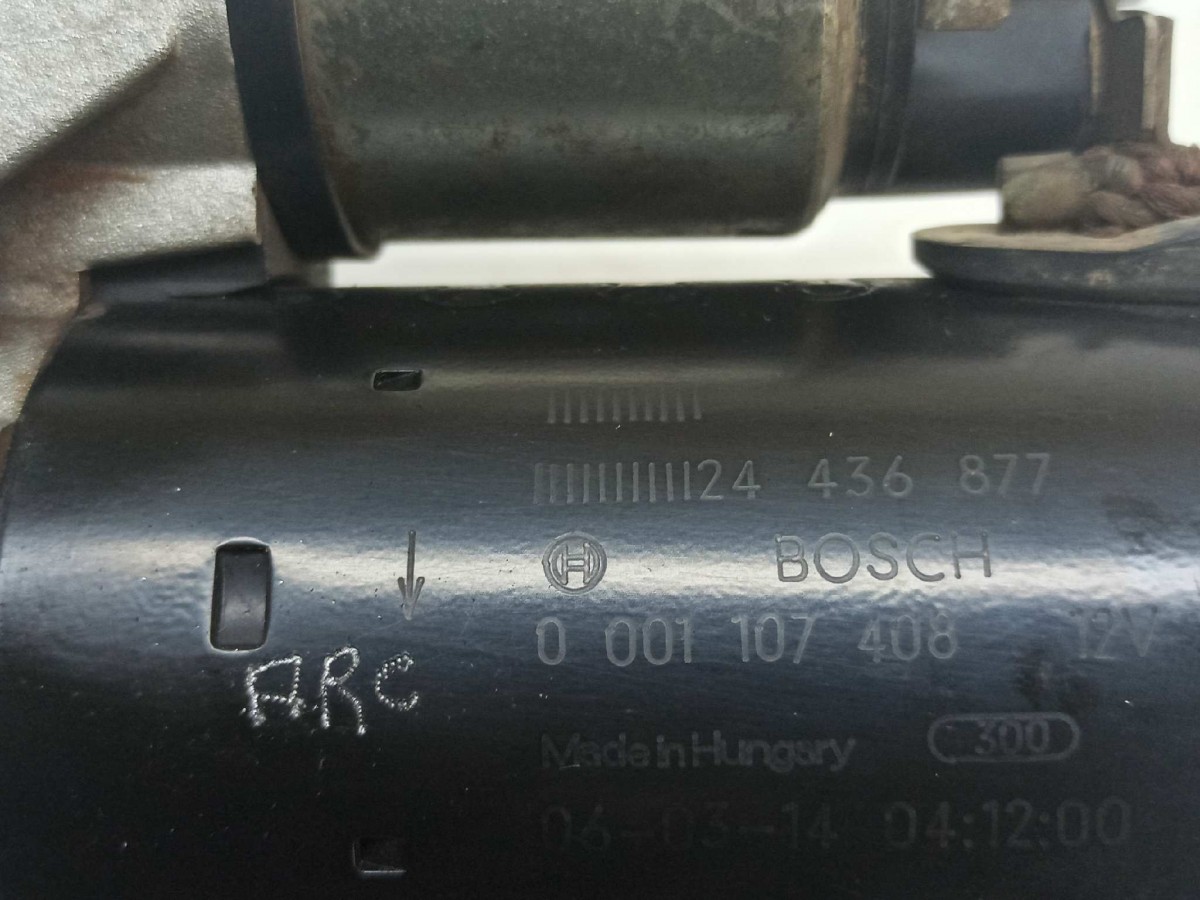 24 436 877
BOSCH
0 001 107 408 12V
ARC
Made in Hungary 300
06-03-14 04:12:00